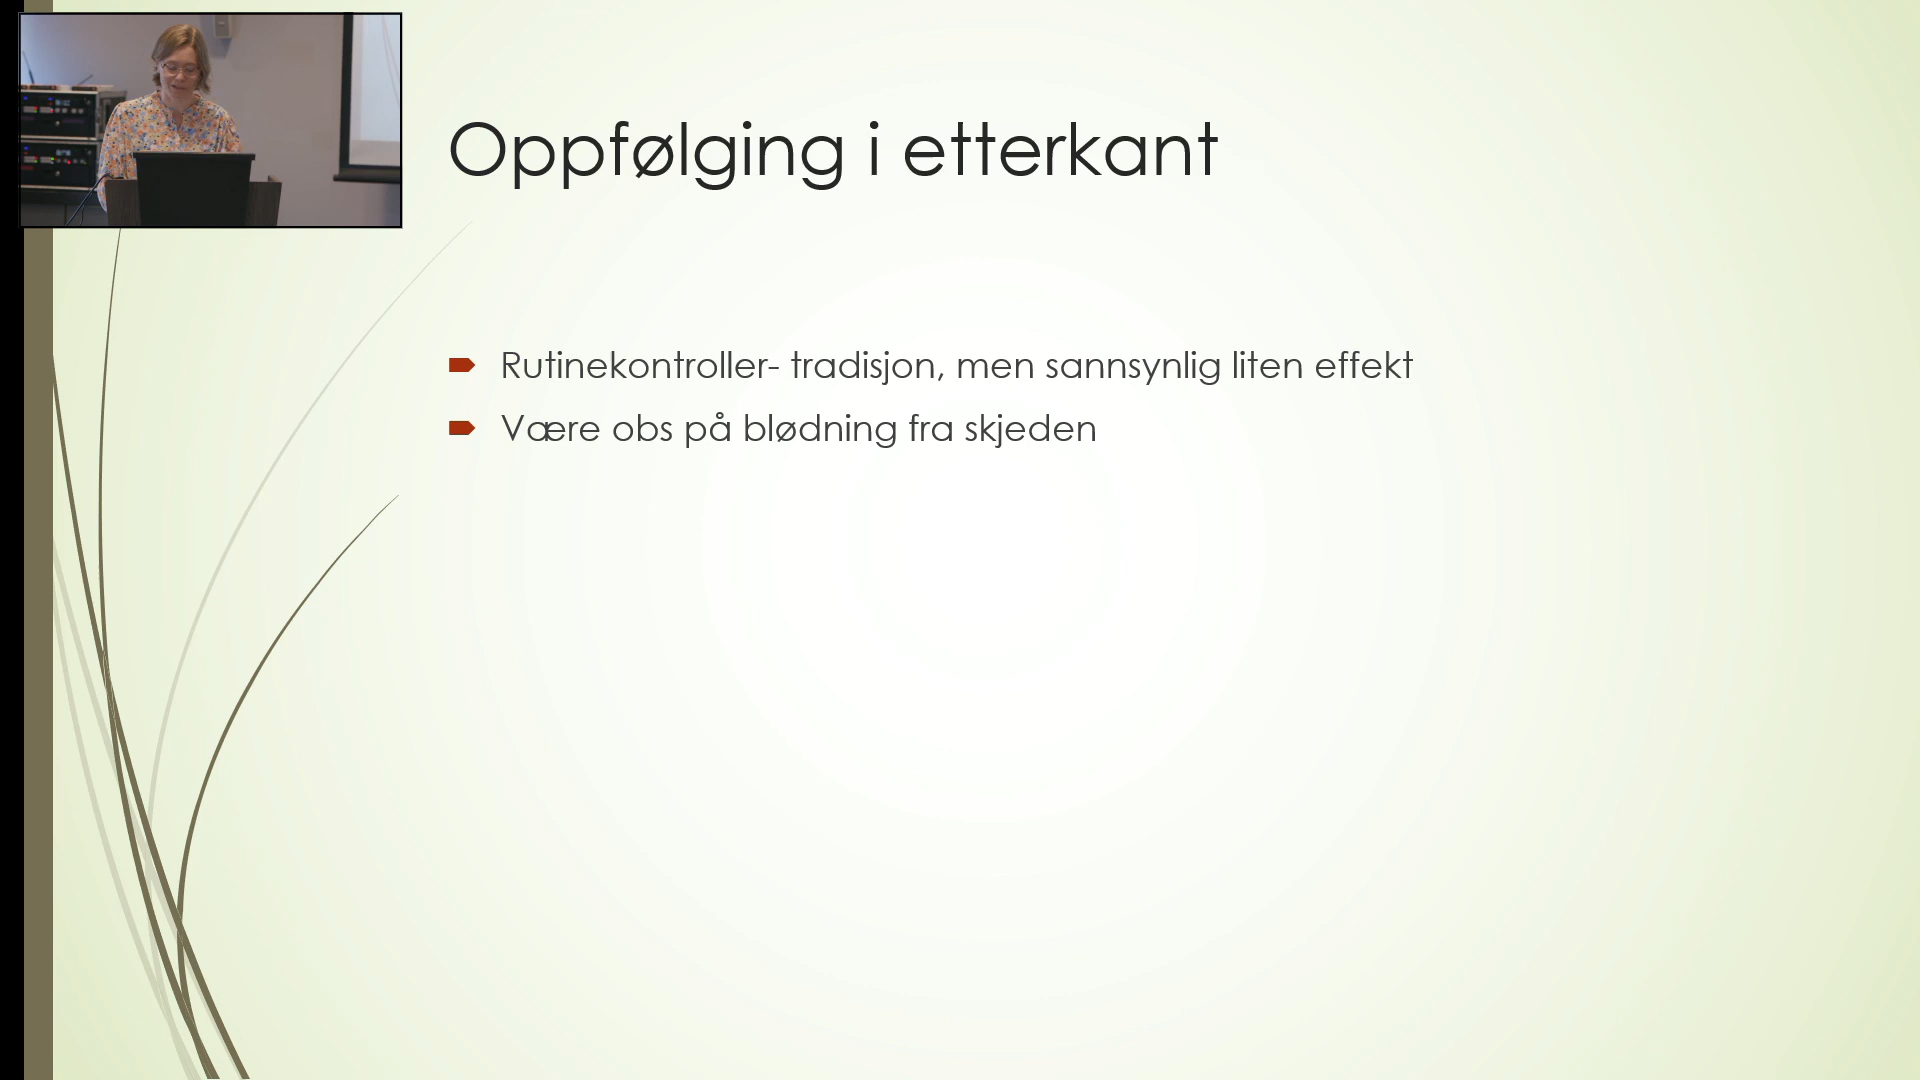 Oppfølging i etterkant
Rutinekontroller- tradisjon, men sannsynlig liten effekt
Være obs på blødning fra skjeden